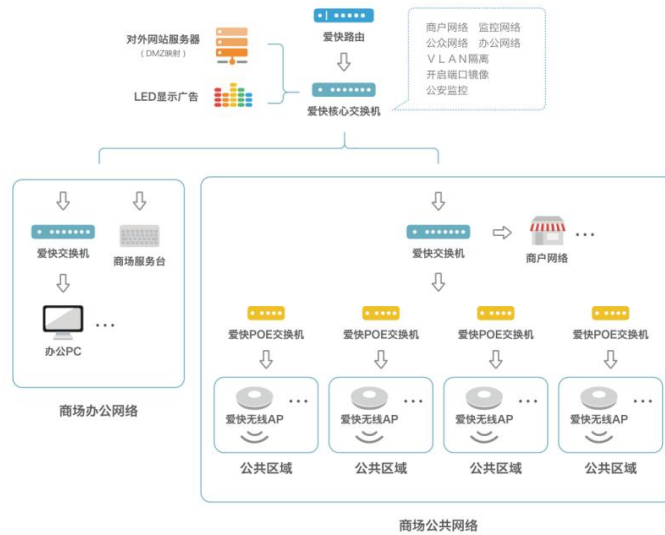 对外网站服务器
（DMZ映射）
LED显示广告
爱快路由
爱快核心交换机
商户网络 监控网络
公众网络 办公网络
VLAN隔离
开启端口镜像
公安监控
爱快交换机
商场服务台
办公PC
商场办公网络
爱快交换机
商户网络
爱快POE交换机
爱快POE交换机
爱快POE交换机
爱快POE交换机
爱快无线AP
爱快无线AP
爱快无线AP
爱快无线AP
公共区域
公共区域
公共区域
公共区域
商场公共网络